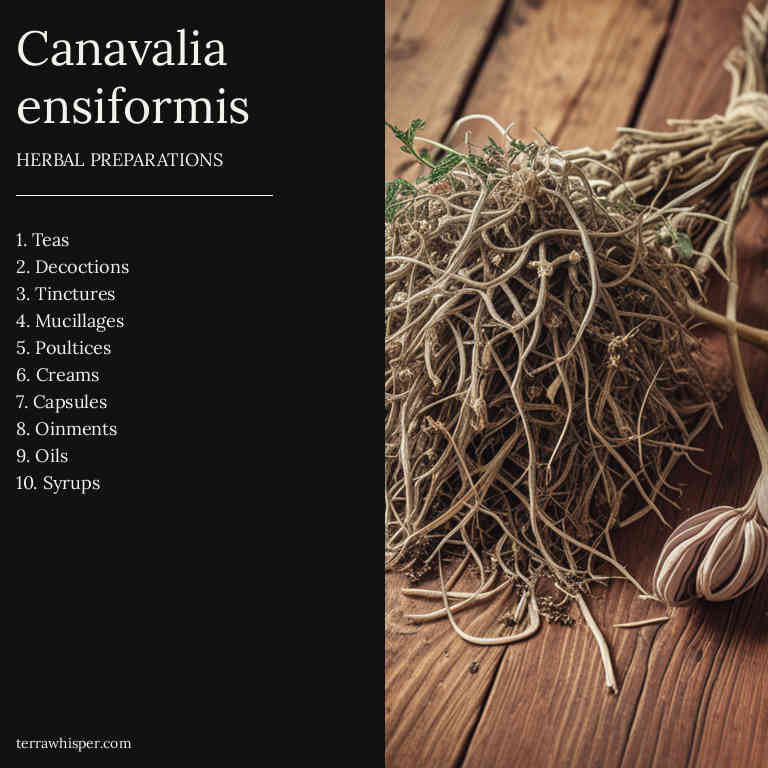 Canavalia
ensiformis
HERBAL PREPARATIONS
1. Teas
2. Decoctions
3. Tinctures
4. Mucillages
5. Poultices
6. Creams
7. Capsules
8. Oinments
9. Oils
10. Syrups
terrawhisper.com